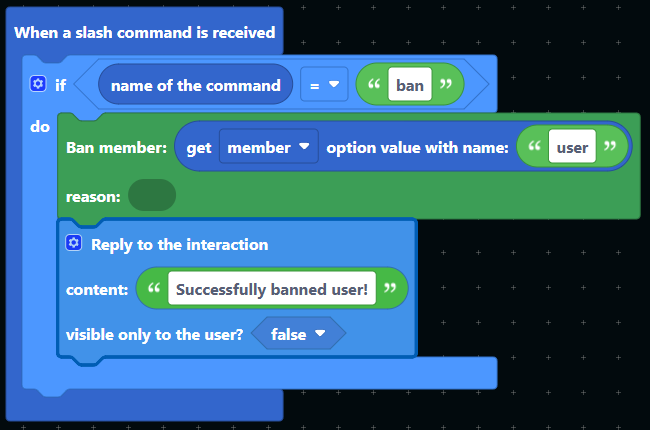 When a slash command is received
if name of the command = “ ban ”
do
Ban member: get member option value with name: “ user ”
reason:
Reply to the interaction
content: “ Successfully banned user! ”
visible only to the user? false